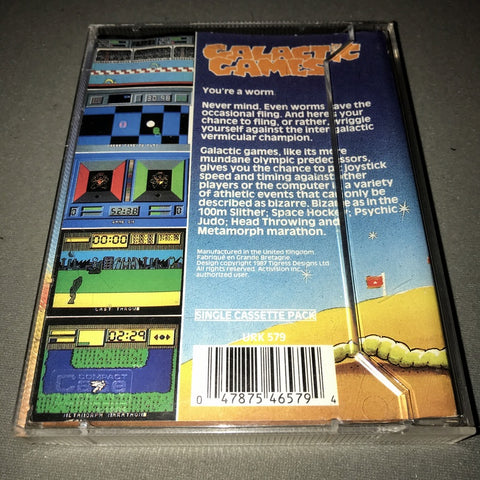 GALACTIC
GAMES
You're a worm
Never mind. Even worms have the
occasional fling. And here's your
chance to fling, or rather, wriggle
yourself against the inter galactic
vermicular champion.
Galactic games, like its more
mundane olympic predecessors,
gives you the chance to pit joystick
speed and timing against other
players or the computer in a variety
of athletic events that can only be
described as bizarre. Bizarre as in the
100m Slither; Space Hockey; Psychic
Judo; Head Throwing and
Metamorph marathon.
Manufactured in the United Kingdom.
Fabriqué en Grande Bretagne.
Design copyright 1987 Tigress Designs Ltd.
All rights reserved. Activision Inc.
authorized user.
SINGLE CASSETTE PACK
URK 579
0 47875 46579 4
00:00
LAST THROW
02:29
COMPACT
METAMORPH MARATHON